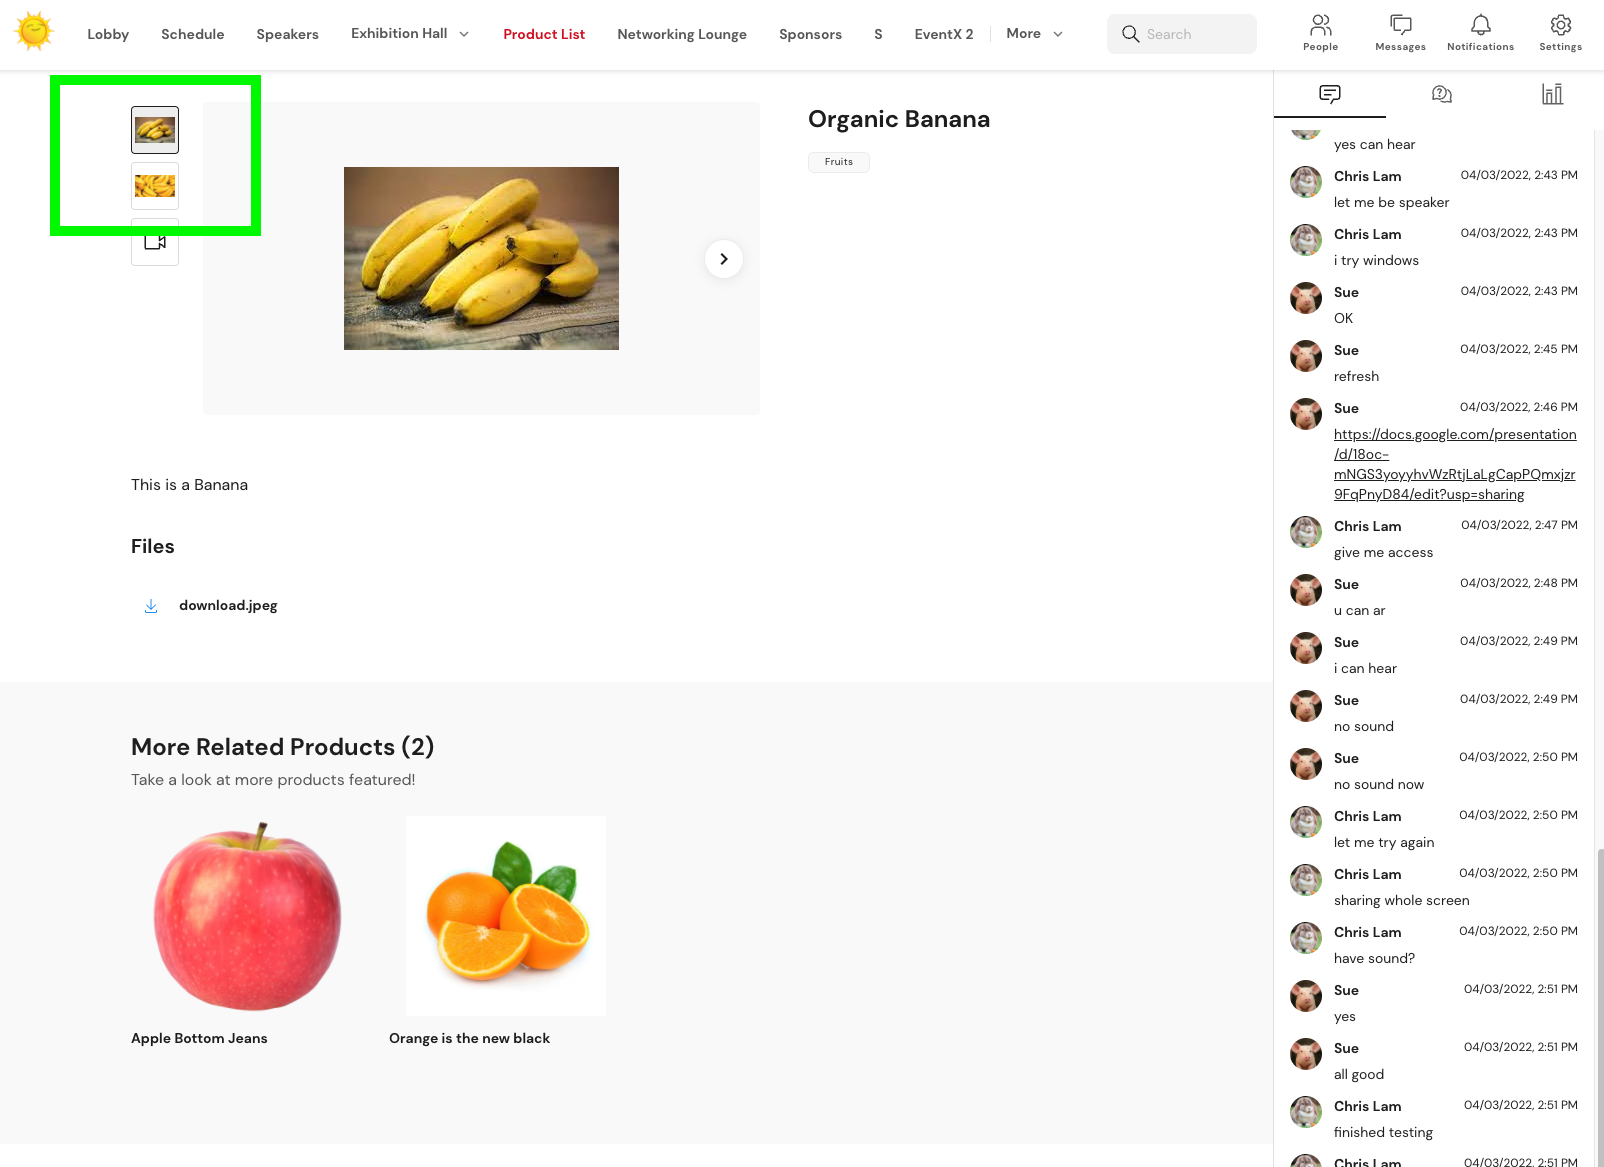 Lobby
Schedule
Speakers
Exhibition Hall
Product List
Networking Lounge
Sponsors
S
EventX 2
More
Search
People
Messages
Notifications
Settings
Organic Banana
Fruits
This is a Banana
Files
download.jpeg
More Related Products (2)
Take a look at more products featured!
Apple Bottom Jeans
Orange is the new black
yes can hear
Chris Lam 04/03/2022, 2:43 PM
let me be speaker
Chris Lam 04/03/2022, 2:43 PM
i try windows
Sue 04/03/2022, 2:43 PM
OK
Sue 04/03/2022, 2:45 PM
refresh
Sue 04/03/2022, 2:46 PM
https://docs.google.com/presentation
/d/18oc-
mNGS3yoyyhvWzRtjLaLgCapPQmxjzr
9FqPnyD84/edit?usp=sharing
Chris Lam 04/03/2022, 2:47 PM
give me access
Sue 04/03/2022, 2:48 PM
u can ar
Sue 04/03/2022, 2:49 PM
i can hear
Sue 04/03/2022, 2:49 PM
no sound
Sue 04/03/2022, 2:50 PM
no sound now
Chris Lam 04/03/2022, 2:50 PM
let me try again
Chris Lam 04/03/2022, 2:50 PM
sharing whole screen
Chris Lam 04/03/2022, 2:50 PM
have sound?
Sue 04/03/2022, 2:51 PM
yes
Sue 04/03/2022, 2:51 PM
all good
Chris Lam 04/03/2022, 2:51 PM
finished testing
Chris Lam 04/03/2022, 2:51 PM